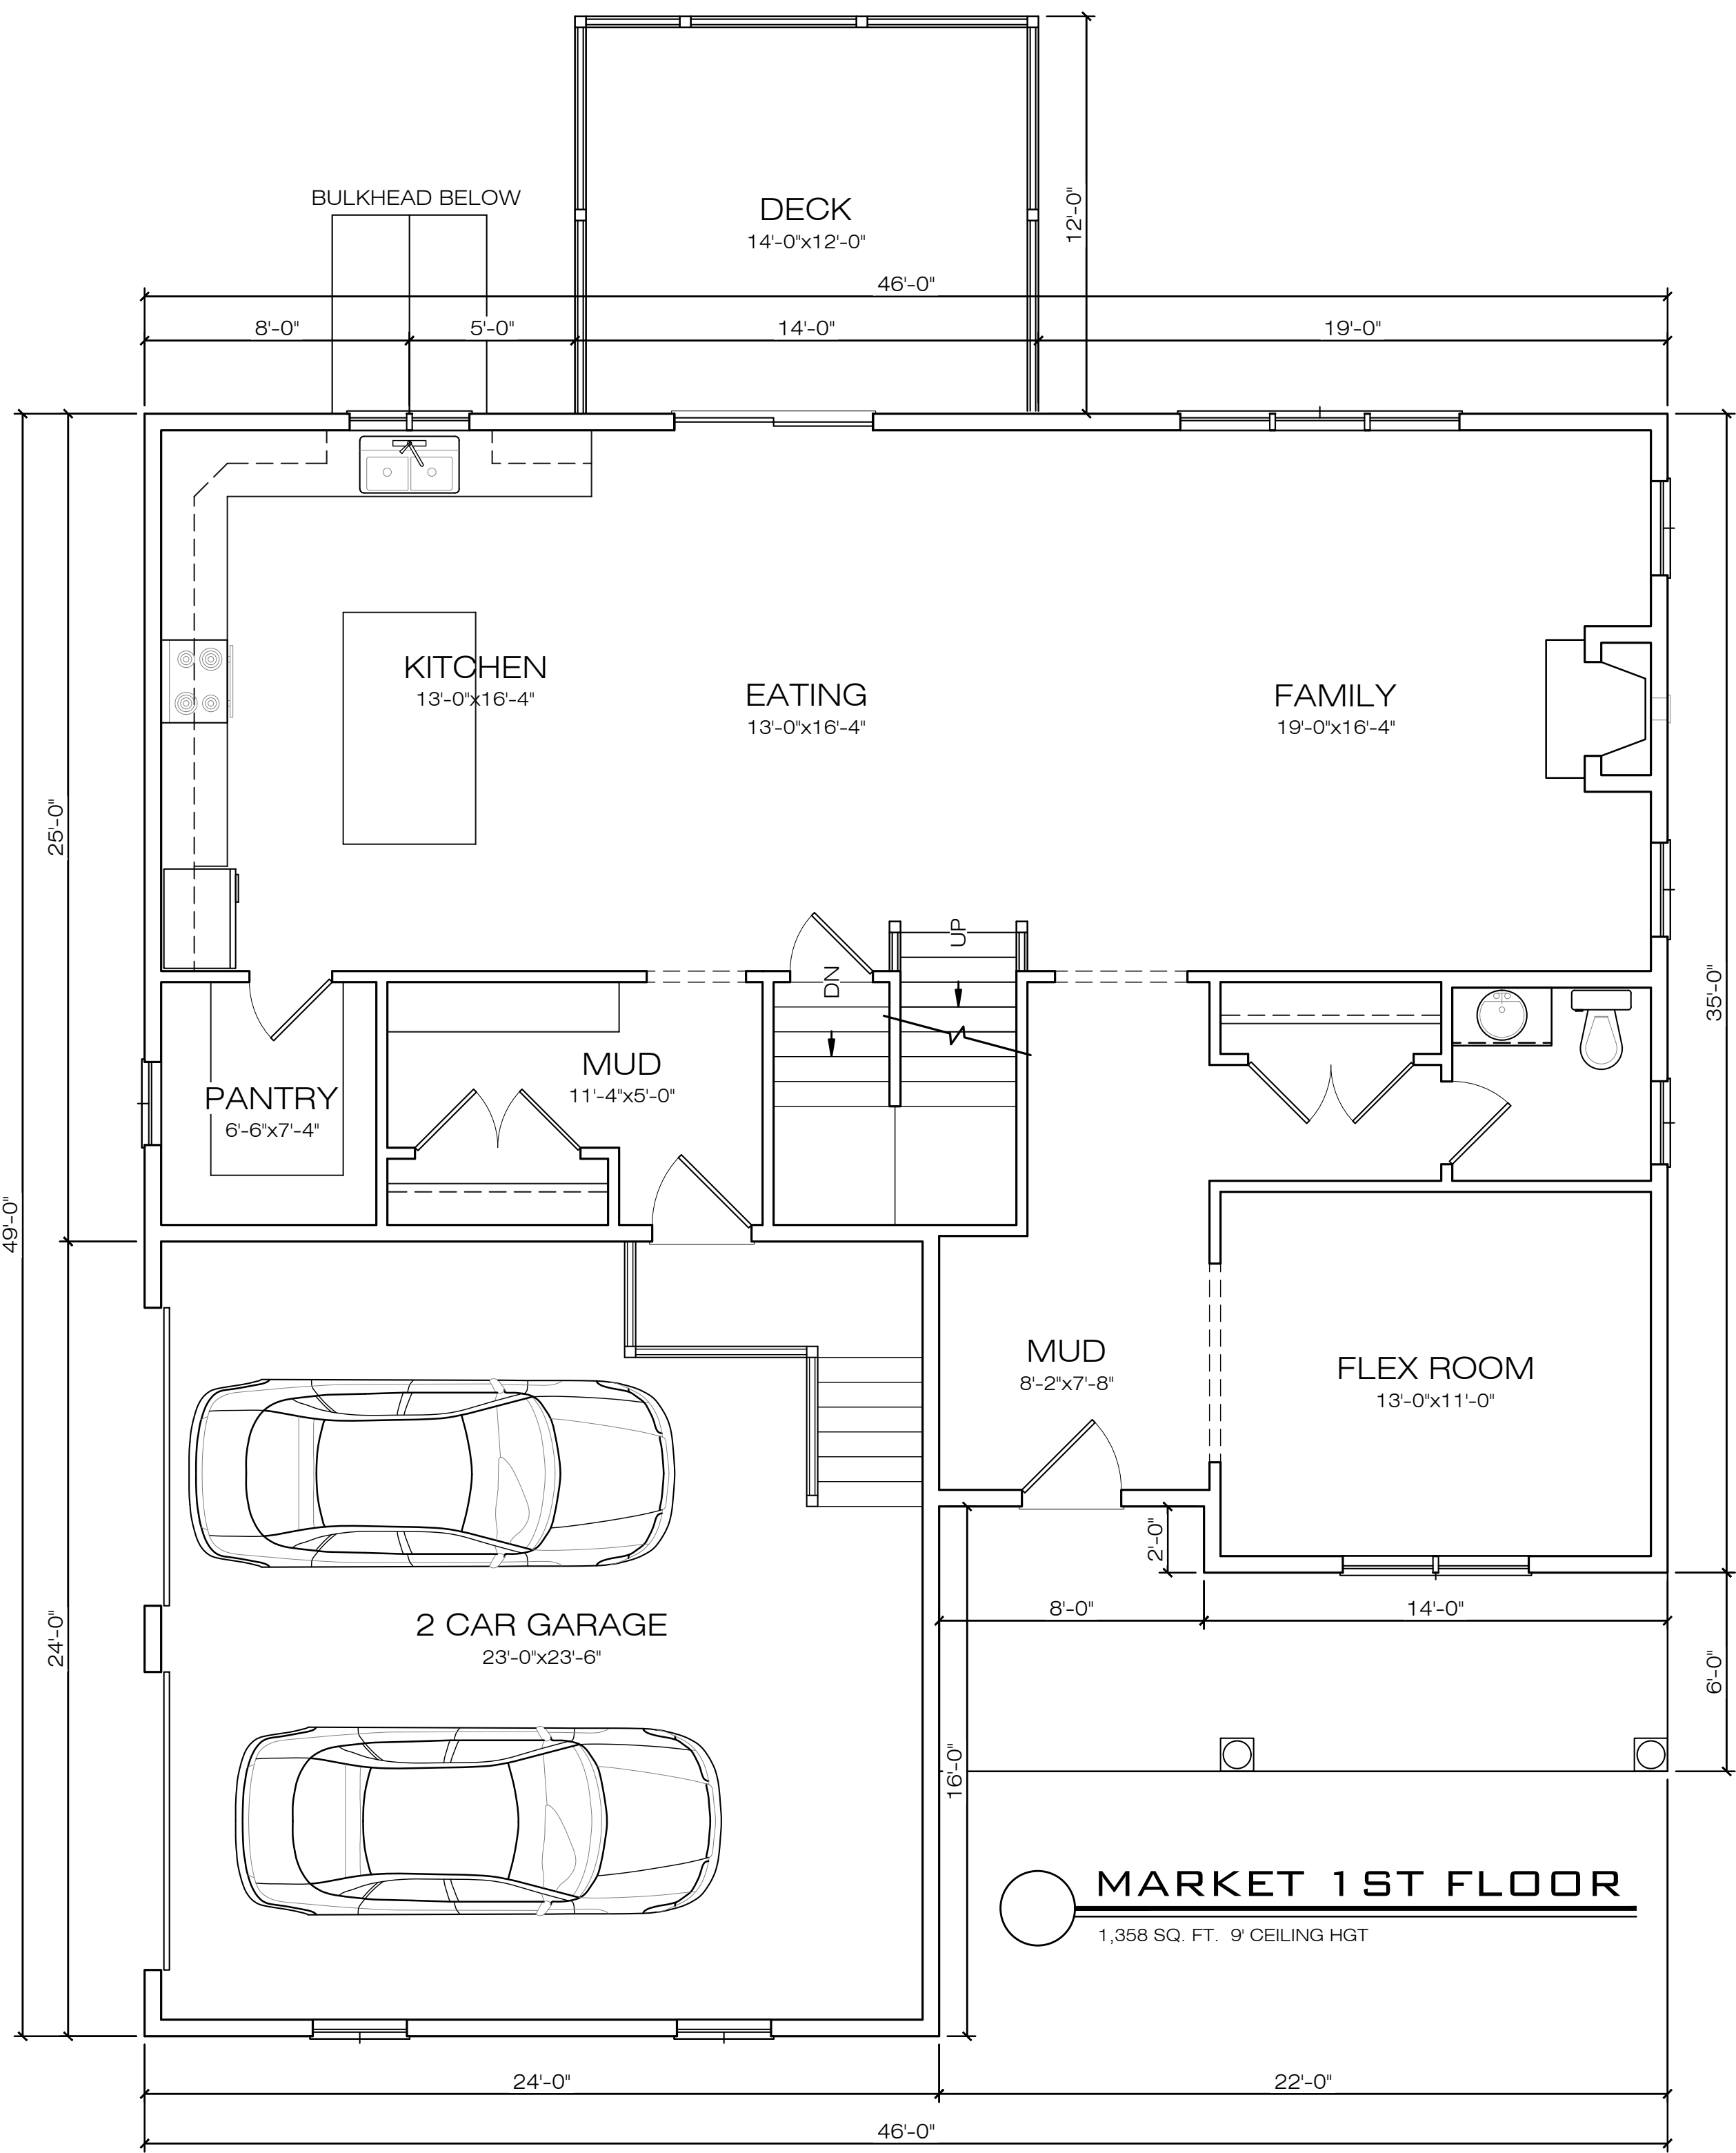 BULKHEAD BELOW
DECK
14'-0"x12'-0"
12'-0"
46'-0"
8'-0"
5'-0"
14'-0"
19'-0"
KITCHEN
13'-0"x16'-4"
EATING
13'-0"x16'-4"
FAMILY
19'-0"x16'-4"
25'-0"
49'-0"
35'-0"
UP
DN
MUD
11'-4"x5'-0"
PANTRY
6'-6"x7'-4"
MUD
8'-2"x7'-8"
FLEX ROOM
13'-0"x11'-0"
2'-0"
8'-0"
14'-0"
2 CAR GARAGE
23'-0"x23'-6"
24'-0"
6'-0"
16'-0"
MARKET 1ST FLOOR
1,358 SQ. FT. 9' CEILING HGT
24'-0"
22'-0"
46'-0"